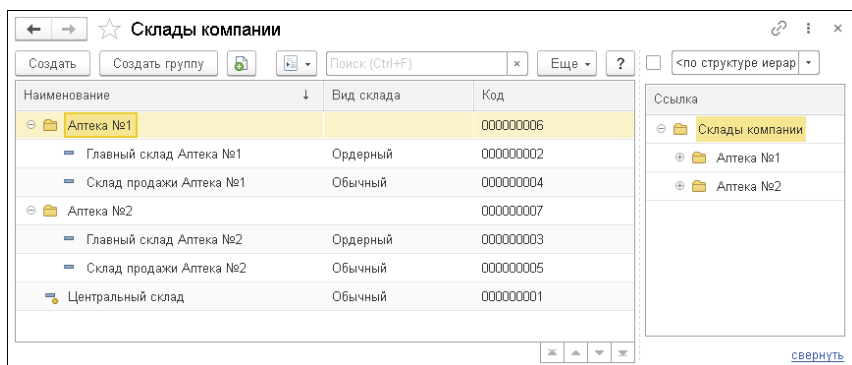 Склады компании
Создать Создать группу Поиск (Ctrl+F) × Еще ? <по структуре иерар
Наименование ↓ Вид склада Код
Ссылка
Аптека №1 000000006
Склады компании
Главный склад Аптека №1 Ордерный 000000002
Аптека №1
Склад продажи Аптека №1 Обычный 000000004
Аптека №2
Аптека №2 000000007
Главный склад Аптека №2 Ордерный 000000003
Склад продажи Аптека №2 Обычный 000000005
Центральный склад Обычный 000000001
свернуть